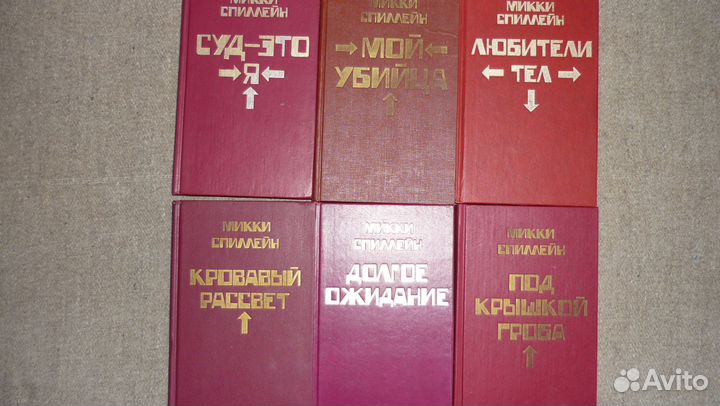 МИККИ
СПИЛЛЕЙН
СУД-ЭТО
Я
МИККИ
СПИЛЛЕЙН
МОЙ
УБИЙЦА
МИККИ
СПИЛЛЕЙН
ЛЮБИТЕЛИ
ТЕЛ
МИККИ
СПИЛЛЕЙН
КРОВАВЫЙ
РАССВЕТ
МИККИ
СПИЛЛЕЙН
ДОЛГОЕ
ОЖИДАНИЕ
МИККИ
СПИЛЛЕЙН
ПОД
КРЫШКОЙ
ГРОБА
Avito